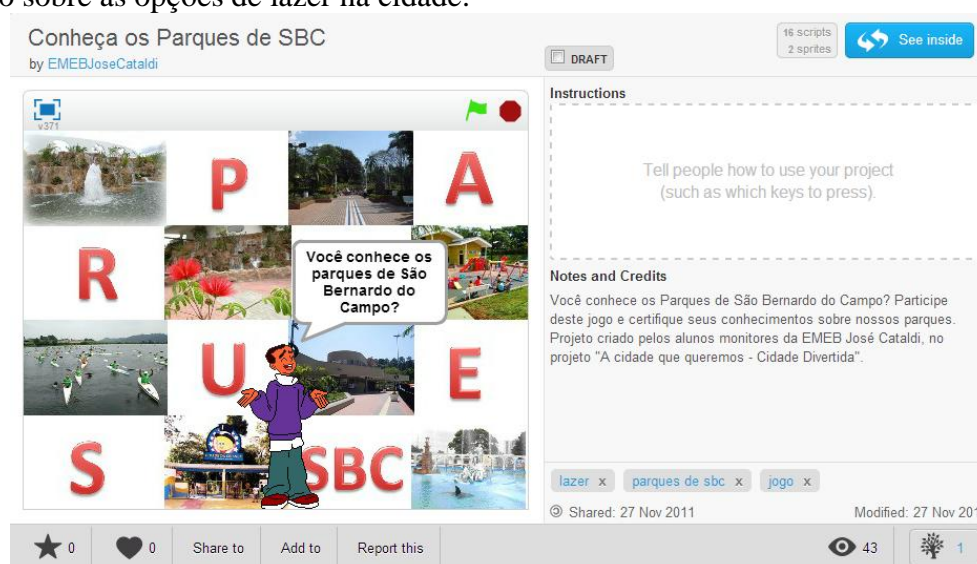 o sobre as opções de lazer na cidade.
Conheça os Parques de SBC
by EMEBJoseCataldi
DRAFT
16 scripts
2 sprites
See inside
v371
P A
R
U E
S SBC
Você conhece os
parques de São
Bernardo do
Campo?
Instructions
Tell people how to use your project
(such as which keys to press).
Notes and Credits
Você conhece os Parques de São Bernardo do Campo? Participe
deste jogo e certifique seus conhecimentos sobre nossos parques.
Projeto criado pelos alunos monitores da EMEB José Cataldi, no
projeto "A cidade que queremos - Cidade Divertida".
lazer x parques de sbc x jogo x
Shared: 27 Nov 2011 Modified: 27 Nov 201
0 0 Share to Add to Report this 43 1